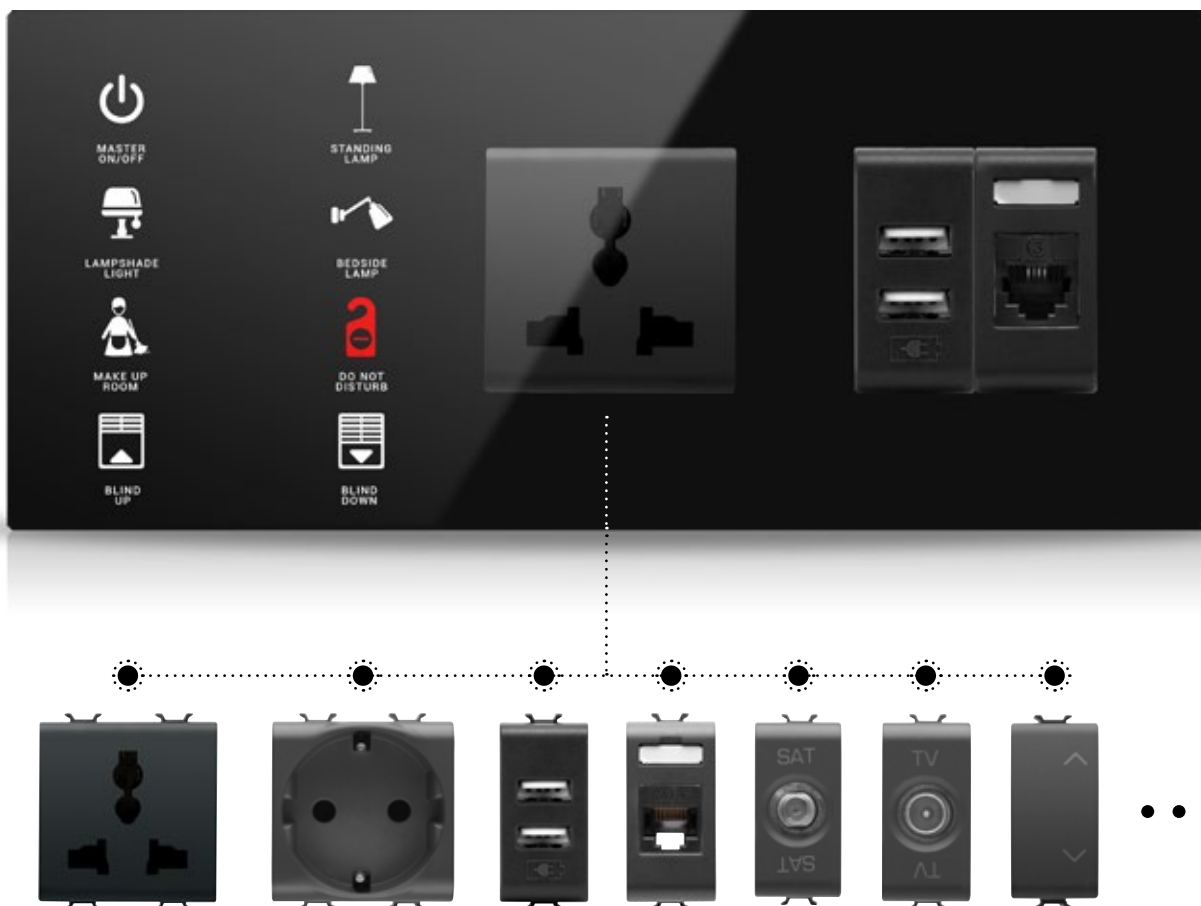 MASTER
ON/OFF
STANDING
LAMP
LAMPSHADE
LIGHT
BEDSIDE
LAMP
MAKE UP
ROOM
DO NOT
DISTURB
BLIND
UP
BLIND
DOWN
SAT
TV
SAT
TV